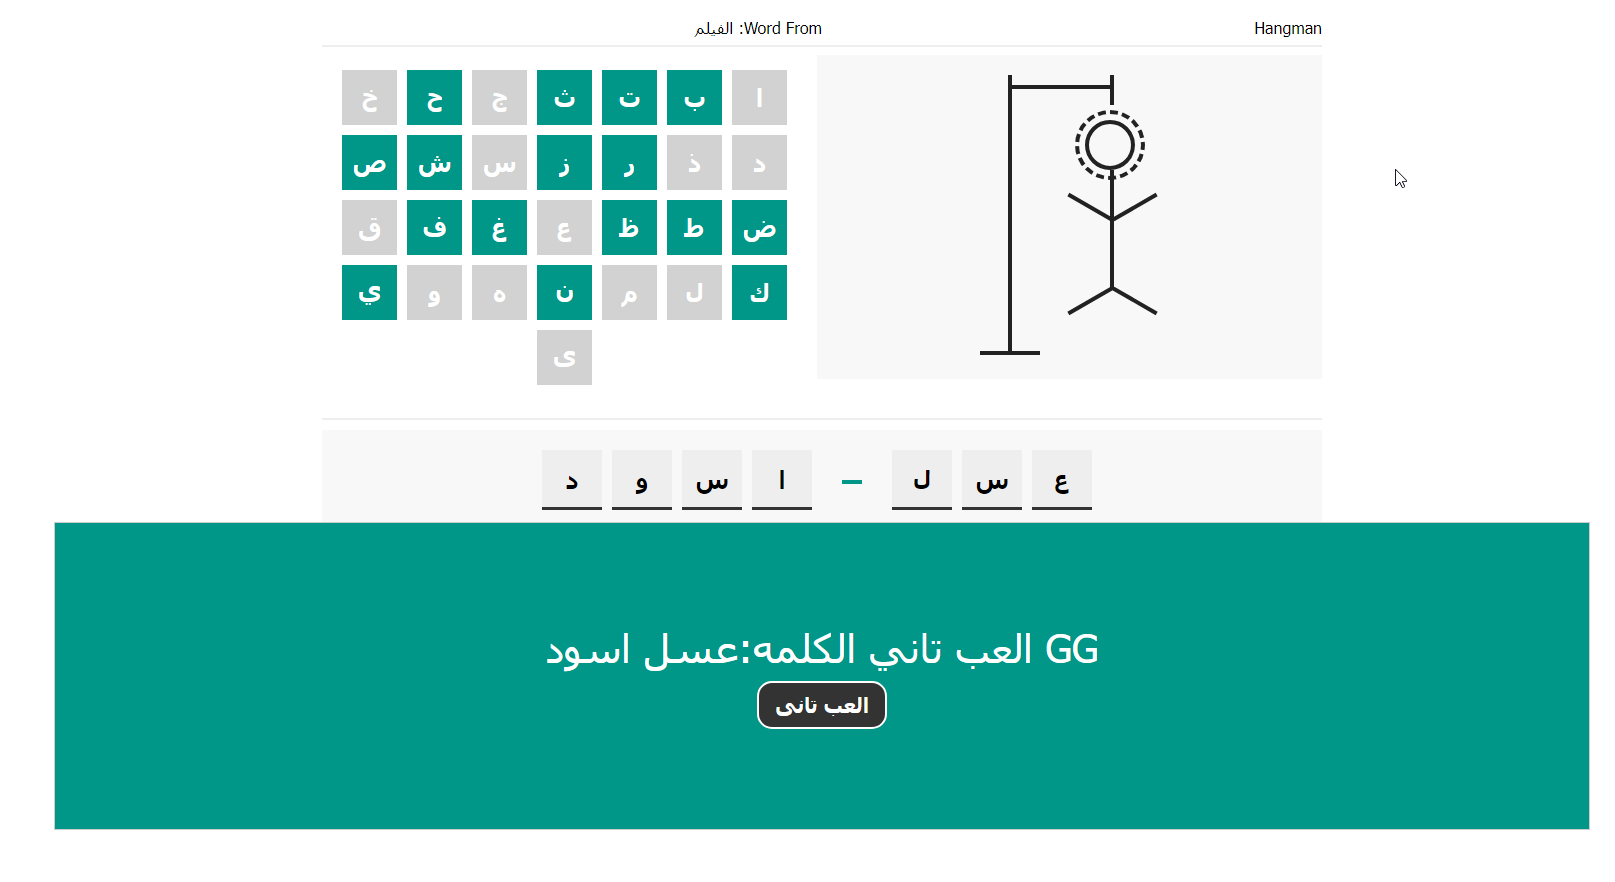 Hangman
Word From: الفيلم
ا ب ت ث ج ح خ
د ذ ر ز س ش ص
ض ط ظ ع غ ف ق
ك ل م ن ه و ي
ى
ع س ل – ا س و د
GG العب تاني الكلمه:عسل اسود
العب تانى